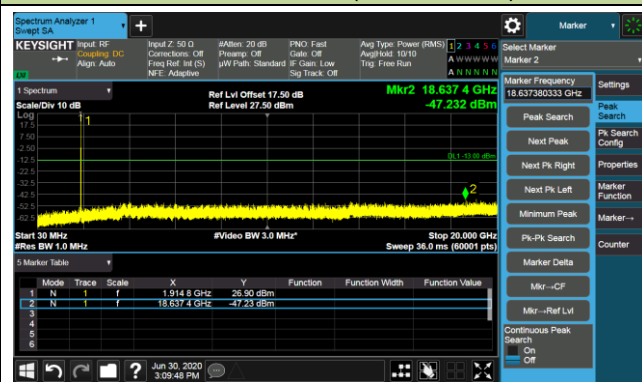 Spectrum Analyzer 1
Swept SA
KEYSIGHT
Input: RF
Coupling: DC
Align: Auto
Input Z: 50 Ω
Corrections: Off
Freq Ref: Int (S)
NFE: Adaptive
#Atten: 20 dB
Preamp: Off
µW Path: Standard
PNO: Fast
Gate: Off
IF Gain: Low
Sig Track: Off
Avg Type: Power (RMS)
Avg|Hold: 10/10
Trig: Free Run
1 2 3 4 5 6
A W W W W W
A N N N N N
1 Spectrum
Scale/Div 10 dB
Ref Lvl Offset 17.50 dB
Ref Level 27.50 dBm
Mkr2 18.637 4 GHz
-47.232 dBm
Log
17.5
7.50
-2.50
-12.5
-22.5
-32.5
-42.5
-52.5
-62.5
1
2
DL1 -13.00 dBm
Start 30 MHz
#Video BW 3.0 MHz*
Stop 20.000 GHz
#Res BW 1.0 MHz
Sweep 36.0 ms (60001 pts)
5 Marker Table
Mode Trace Scale X Y Function Function Width Function Value
1 N 1 f 1.914 8 GHz 26.90 dBm
2 N 1 f 18.637 4 GHz -47.23 dBm
3
4
5
6
Jun 30, 2020
3:09:48 PM
Marker
Select Marker
Marker 2
Marker Frequency
18.637380333 GHz
Peak Search
Next Peak
Next Pk Right
Next Pk Left
Minimum Peak
Pk-Pk Search
Marker Delta
Mkr→CF
Mkr→Ref Lvl
Continuous Peak
Search
On
Off
Settings
Peak
Search
Pk Search
Config
Properties
Marker
Function
Marker→
Counter